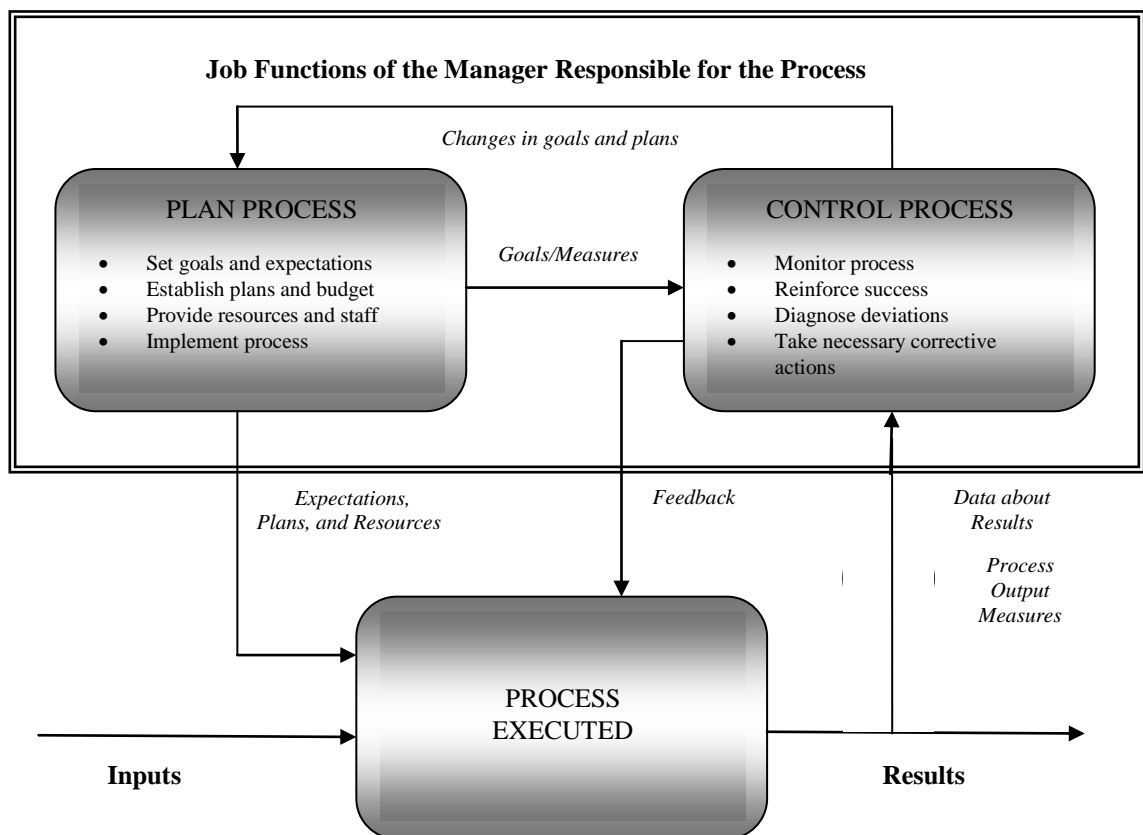 Job Functions of the Manager Responsible for the Process
Changes in goals and plans
PLAN PROCESS
• Set goals and expectations
• Establish plans and budget
• Provide resources and staff
• Implement process
Goals/Measures
CONTROL PROCESS
• Monitor process
• Reinforce success
• Diagnose deviations
• Take necessary corrective
actions
Expectations,
Plans, and Resources
Feedback
Data about
Results
Process
Output
Measures
PROCESS
EXECUTED
Inputs
Results